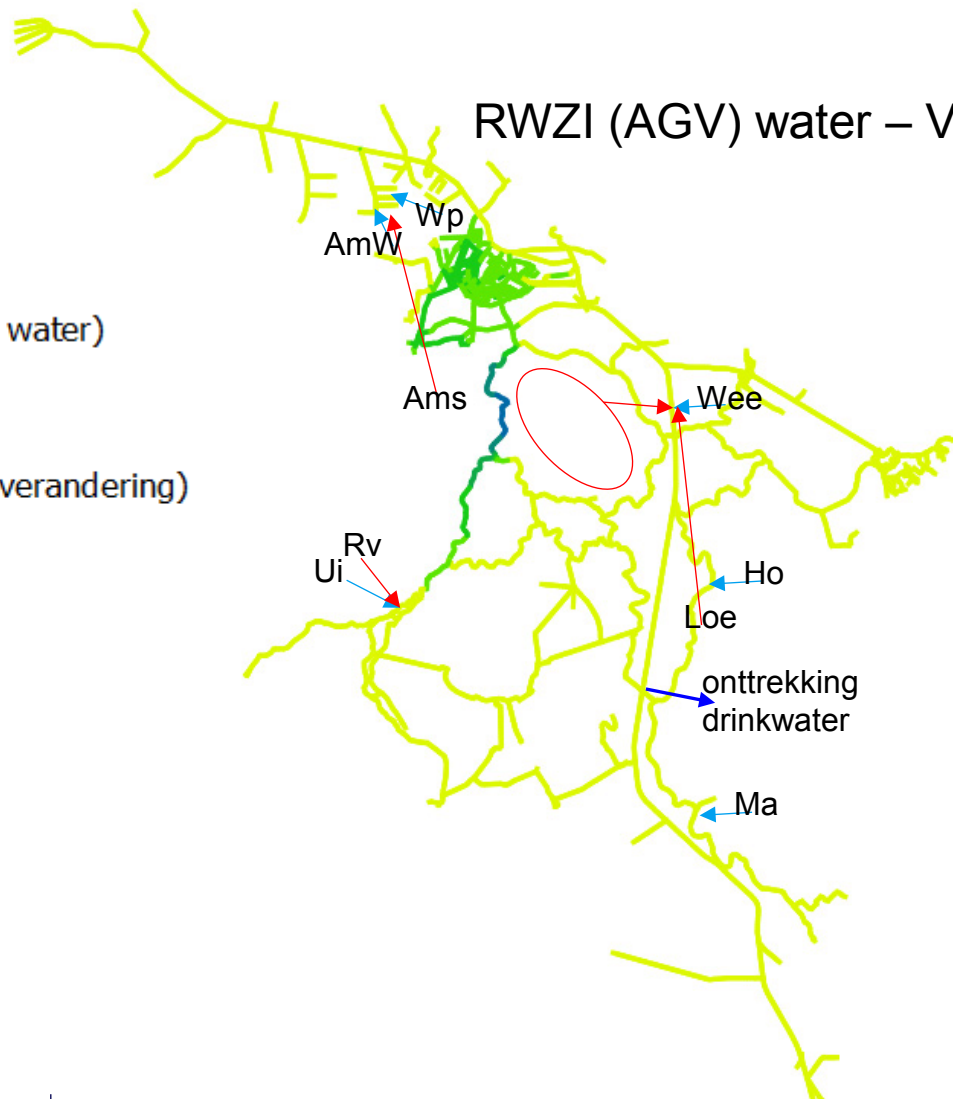 RWZI (AGV) water – V
Wp
AmW
water)
Ams
Wee
verandering)
Rv
Ui
Ho
Loe
onttrekking
drinkwater
Ma